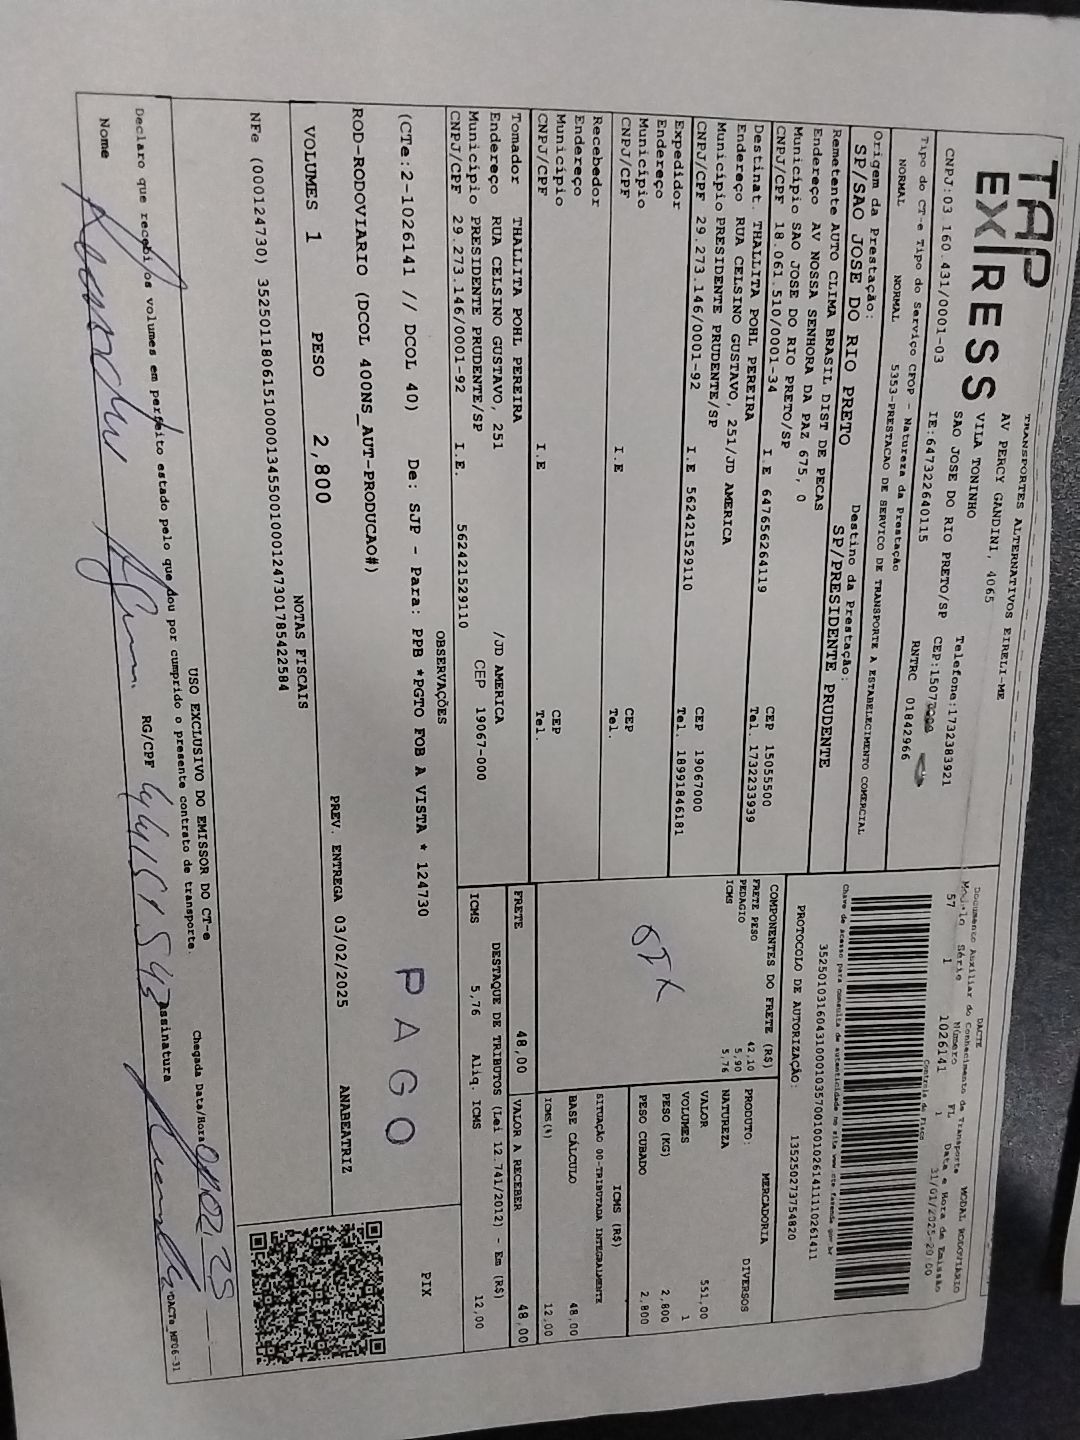 TAP EXPRESS
TRANSPORTES ALTERNATIVOS EIRELI-ME
AV PERCY GANDINI, 4065
VILA TONINHO
SAO JOSE DO RIO PRETO/SP
Telefone:1732383921
CNPJ:03.160.431/0001-03 IE:647322640115 CEP:15077
RNTRC 01842966
Tipo do CT-e Tipo do Serviço CFOP - Natureza da Prestação
NORMAL NORMAL 5353-PRESTACAO DE SERVICO DE TRANSPORTE A ESTABELECIMENTO COMERCIAL
Origem da Prestação: Destino da Prestação:
SP/SAO JOSE DO RIO PRETO SP/PRESIDENTE PRUDENTE
Remetente AUTO CLIMA BRASIL DIST DE PECAS
Endereço AV NOSSA SENHORA DA PAZ 675, 0
Município SAO JOSE DO RIO PRETO/SP CEP 15055500
CNPJ/CPF 18.061.510/0001-34 I.E 647656264119 Tel. 1732233939
Destinat. THALLITA POHL PEREIRA
Endereço RUA CELSINO GUSTAVO, 251/JD AMERICA
Município PRESIDENTE PRUDENTE/SP CEP 19067000
CNPJ/CPF 29.273.146/0001-92 I.E 562421529110 Tel. 18991846181
Expedidor
Endereço
Município CEP
CNPJ/CPF I.E Tel.
Recebedor
Endereço
Município CEP
CNPJ/CPF I.E Tel.
Tomador THALLITA POHL PEREIRA
Endereço RUA CELSINO GUSTAVO, 251 /JD AMERICA
Município PRESIDENTE PRUDENTE/SP CEP 19067-000
CNPJ/CPF 29.273.146/0001-92 I.E. 562421529110
DACTE MODAL RODOVIÁRIO
Documento Auxiliar do Conhecimento de Transporte
Modelo Série Número FL Data e Hora de Emissão
57 1 1026141 1 31/01/2025-20:00
Controle do Fisco
Chave de acesso para consulta de autenticidade no site www.cte.fazenda.gov.br
35250103160431000103570010010261411110261411
PROTOCOLO DE AUTORIZAÇÃO: 135250273754820
COMPONENTES DO FRETE (R$)
FRETE PESO 42,10
PEDAGIO 5,90
ICMS 5,76
MERCADORIA
PRODUTO: DIVERSOS
NATUREZA
VALOR 551,00
VOLUMES 1
PESO (KG) 2,800
PESO CUBADO 2,800
ICMS (R$)
SITUAÇÃO 00-TRIBUTADA INTEGRALMENTE
BASE CÁLCULO 48,00
ICMS(%) 12,00
FRETE 48,00 VALOR A RECEBER 48,00
DESTAQUE DE TRIBUTOS (Lei 12.741/2012) - Em (R$)
ICMS 5,76 Alíq. ICMS 12,00
OBSERVAÇÕES
(CTe:2-1026141 // DCOL 40) De: SJP - Para: PPB *PGTO FOB A VISTA * 124730
PAGO
PIX
ROD-RODOVIARIO (DCOL 400NS_AUT-PRODUCAO#)
VOLUMES 1 PESO 2,800 PREV. ENTREGA 03/02/2025 ANABEATRIZ
NOTAS FISCAIS
NFe (000124730) 35250118061510000134550010001247301785422584
USO EXCLUSIVO DO EMISSOR DO CT-e
Declaro que recebi os volumes em perfeito estado pelo que dou por cumprido o presente contrato de transporte.
Chegada Data/Hora
Nome RG/CPF Assinatura
DACTe_MP06-31